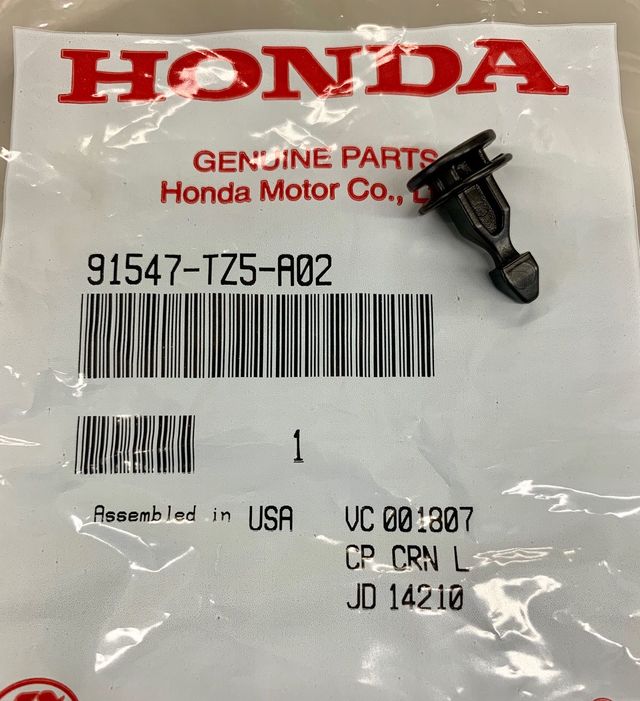 HONDA
GENUINE PARTS
Honda Motor Co.,
91547-TZ5-A02
1
Assembled in USA VC 001807
CP CRN L
JD 14210